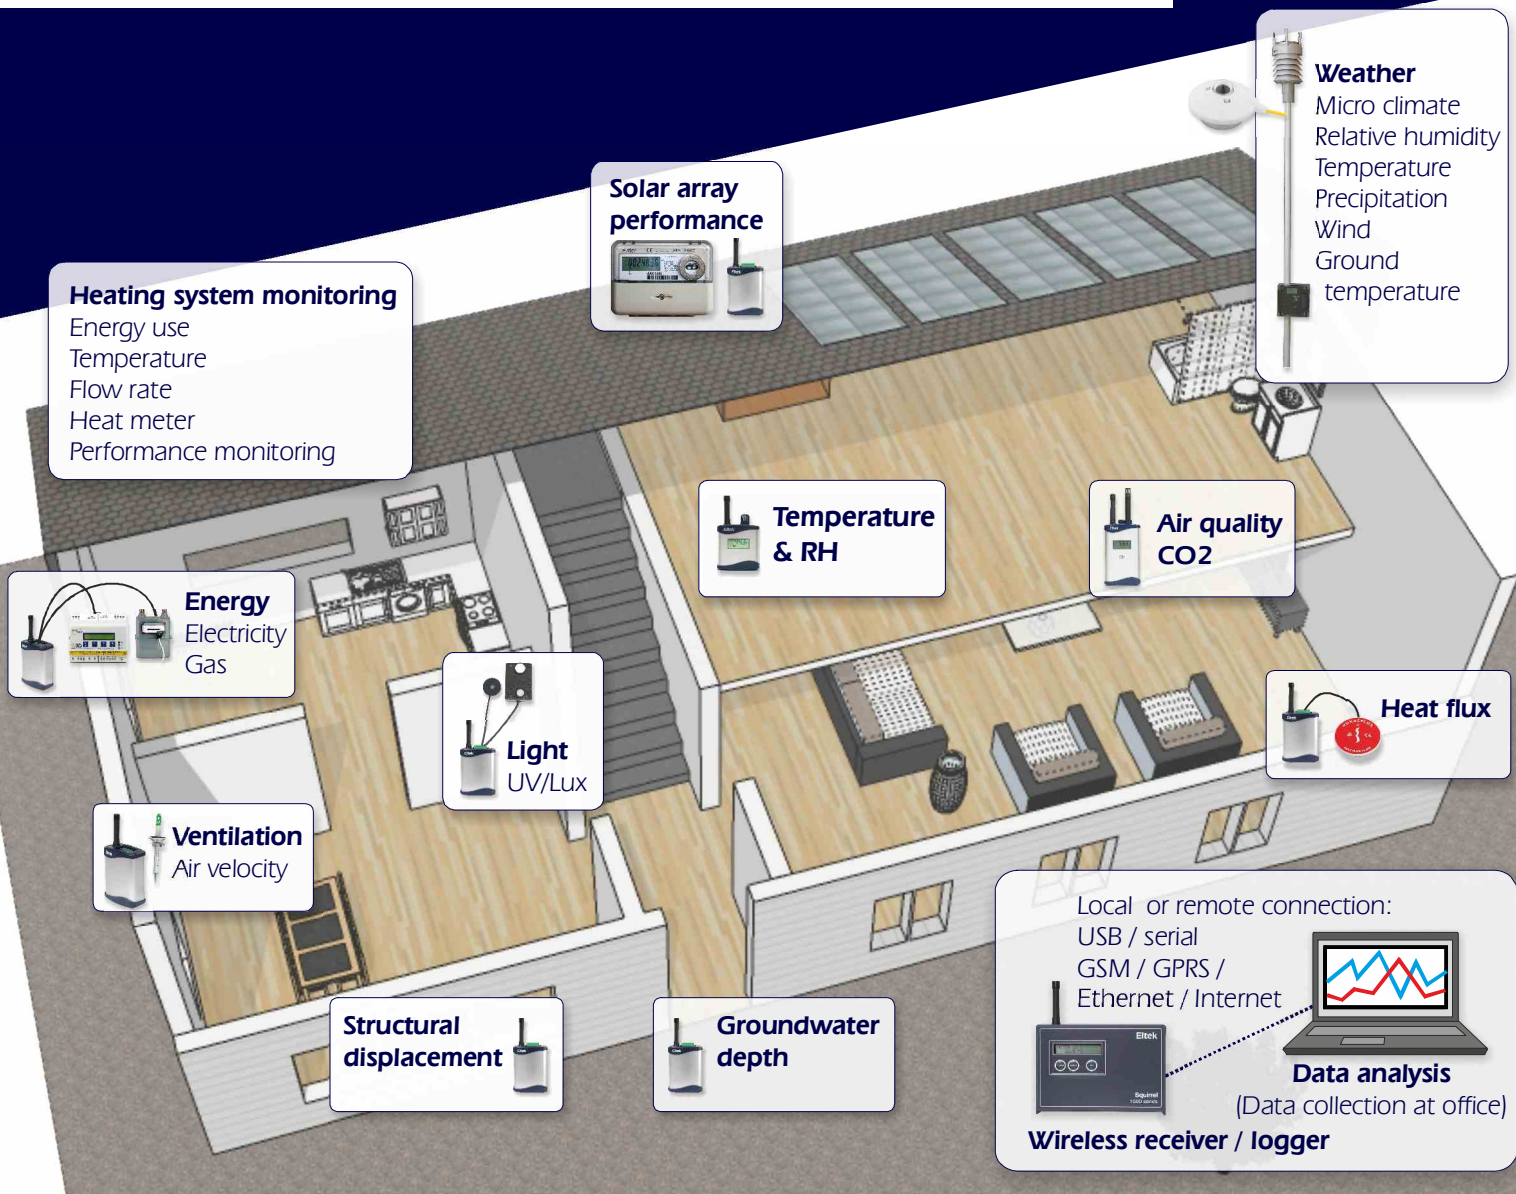 Weather
Micro climate
Relative humidity
Temperature
Precipitation
Wind
Ground
temperature
Solar array
performance
Heating system monitoring
Energy use
Temperature
Flow rate
Heat meter
Performance monitoring
Temperature
& RH
Air quality
CO2
Energy
Electricity
Gas
Light
UV/Lux
Heat flux
Ventilation
Air velocity
Structural
displacement
Groundwater
depth
Local or remote connection:
USB / serial
GSM / GPRS /
Ethernet / Internet
Eltek
Squirrel
Data analysis
(Data collection at office)
Wireless receiver / logger